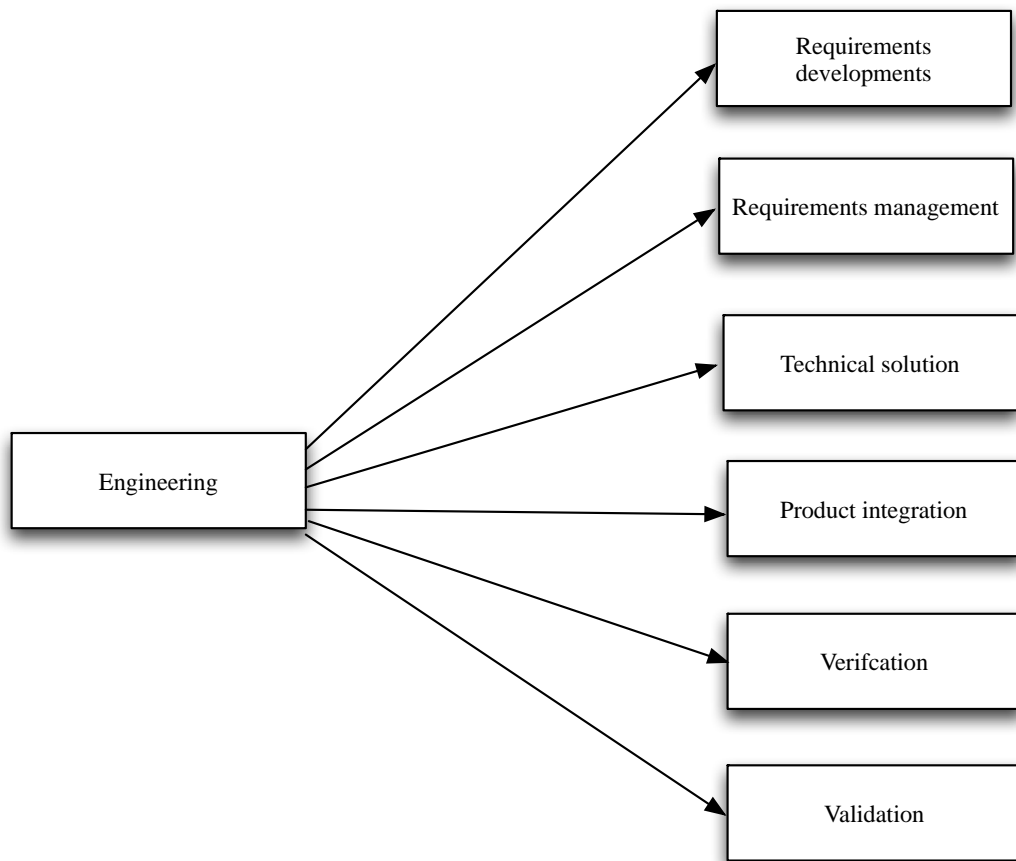 Requirements
developments
Requirements management
Technical solution
Engineering
Product integration
Verifcation
Validation